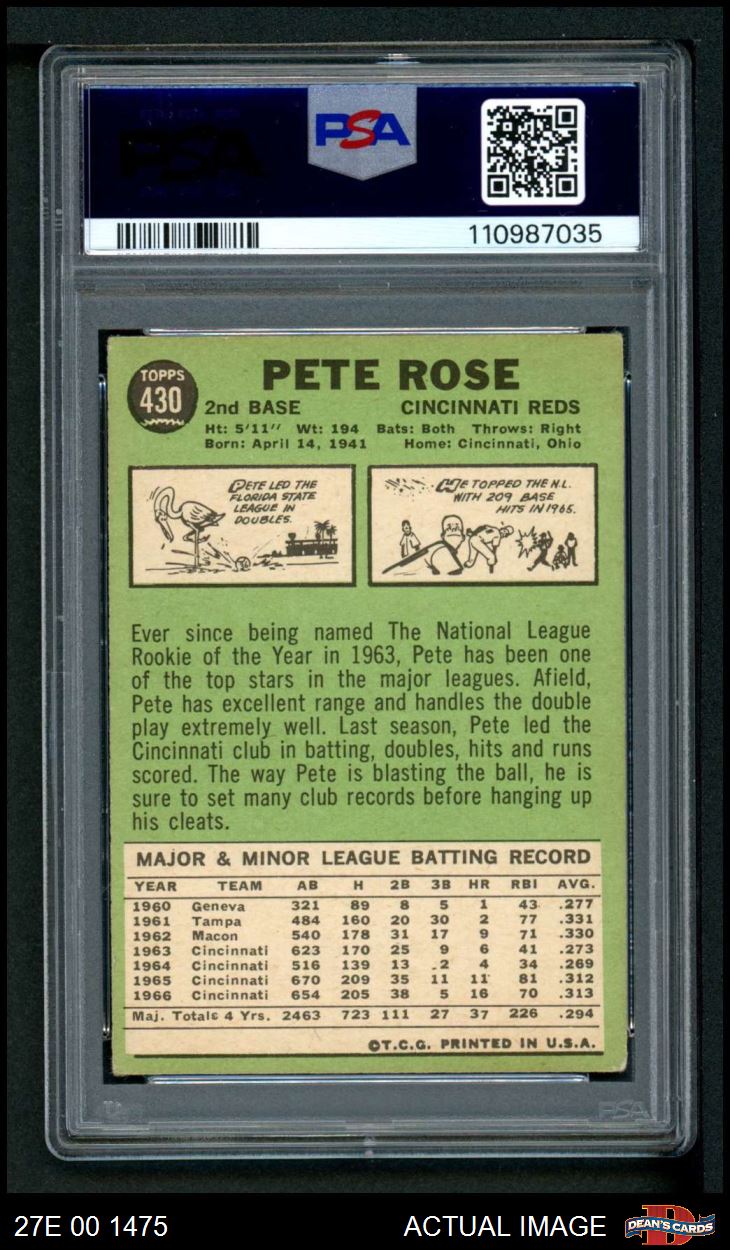 PSA
PSA
110987035
TOPPS
430
PETE ROSE
2nd BASE CINCINNATI REDS
Ht: 5'11" Wt: 194 Bats: Both Throws: Right
Born: April 14, 1941 Home: Cincinnati, Ohio
PETE LED THE
FLORIDA STATE
LEAGUE IN
DOUBLES.
HE TOPPED THE N.L.
WITH 209 BASE
HITS IN 1965.
Ever since being named The National League
Rookie of the Year in 1963, Pete has been one
of the top stars in the major leagues. Afield,
Pete has excellent range and handles the double
play extremely well. Last season, Pete led the
Cincinnati club in batting, doubles, hits and runs
scored. The way Pete is blasting the ball, he is
sure to set many club records before hanging up
his cleats.
MAJOR & MINOR LEAGUE BATTING RECORD
YEAR TEAM AB H 2B 3B HR RBI AVG.
1960 Geneva 321 89 8 5 1 43 .277
1961 Tampa 484 160 20 30 2 77 .331
1962 Macon 540 178 31 17 9 71 .330
1963 Cincinnati 623 170 25 9 6 41 .273
1964 Cincinnati 516 139 13 2 4 34 .269
1965 Cincinnati 670 209 35 11 11 81 .312
1966 Cincinnati 654 205 38 5 16 70 .313
Maj. Totals 4 Yrs. 2463 723 111 27 37 226 .294
©T.C.G. PRINTED IN U.S.A.
PSA
27E 00 1475 ACTUAL IMAGE DEAN'S CARDS